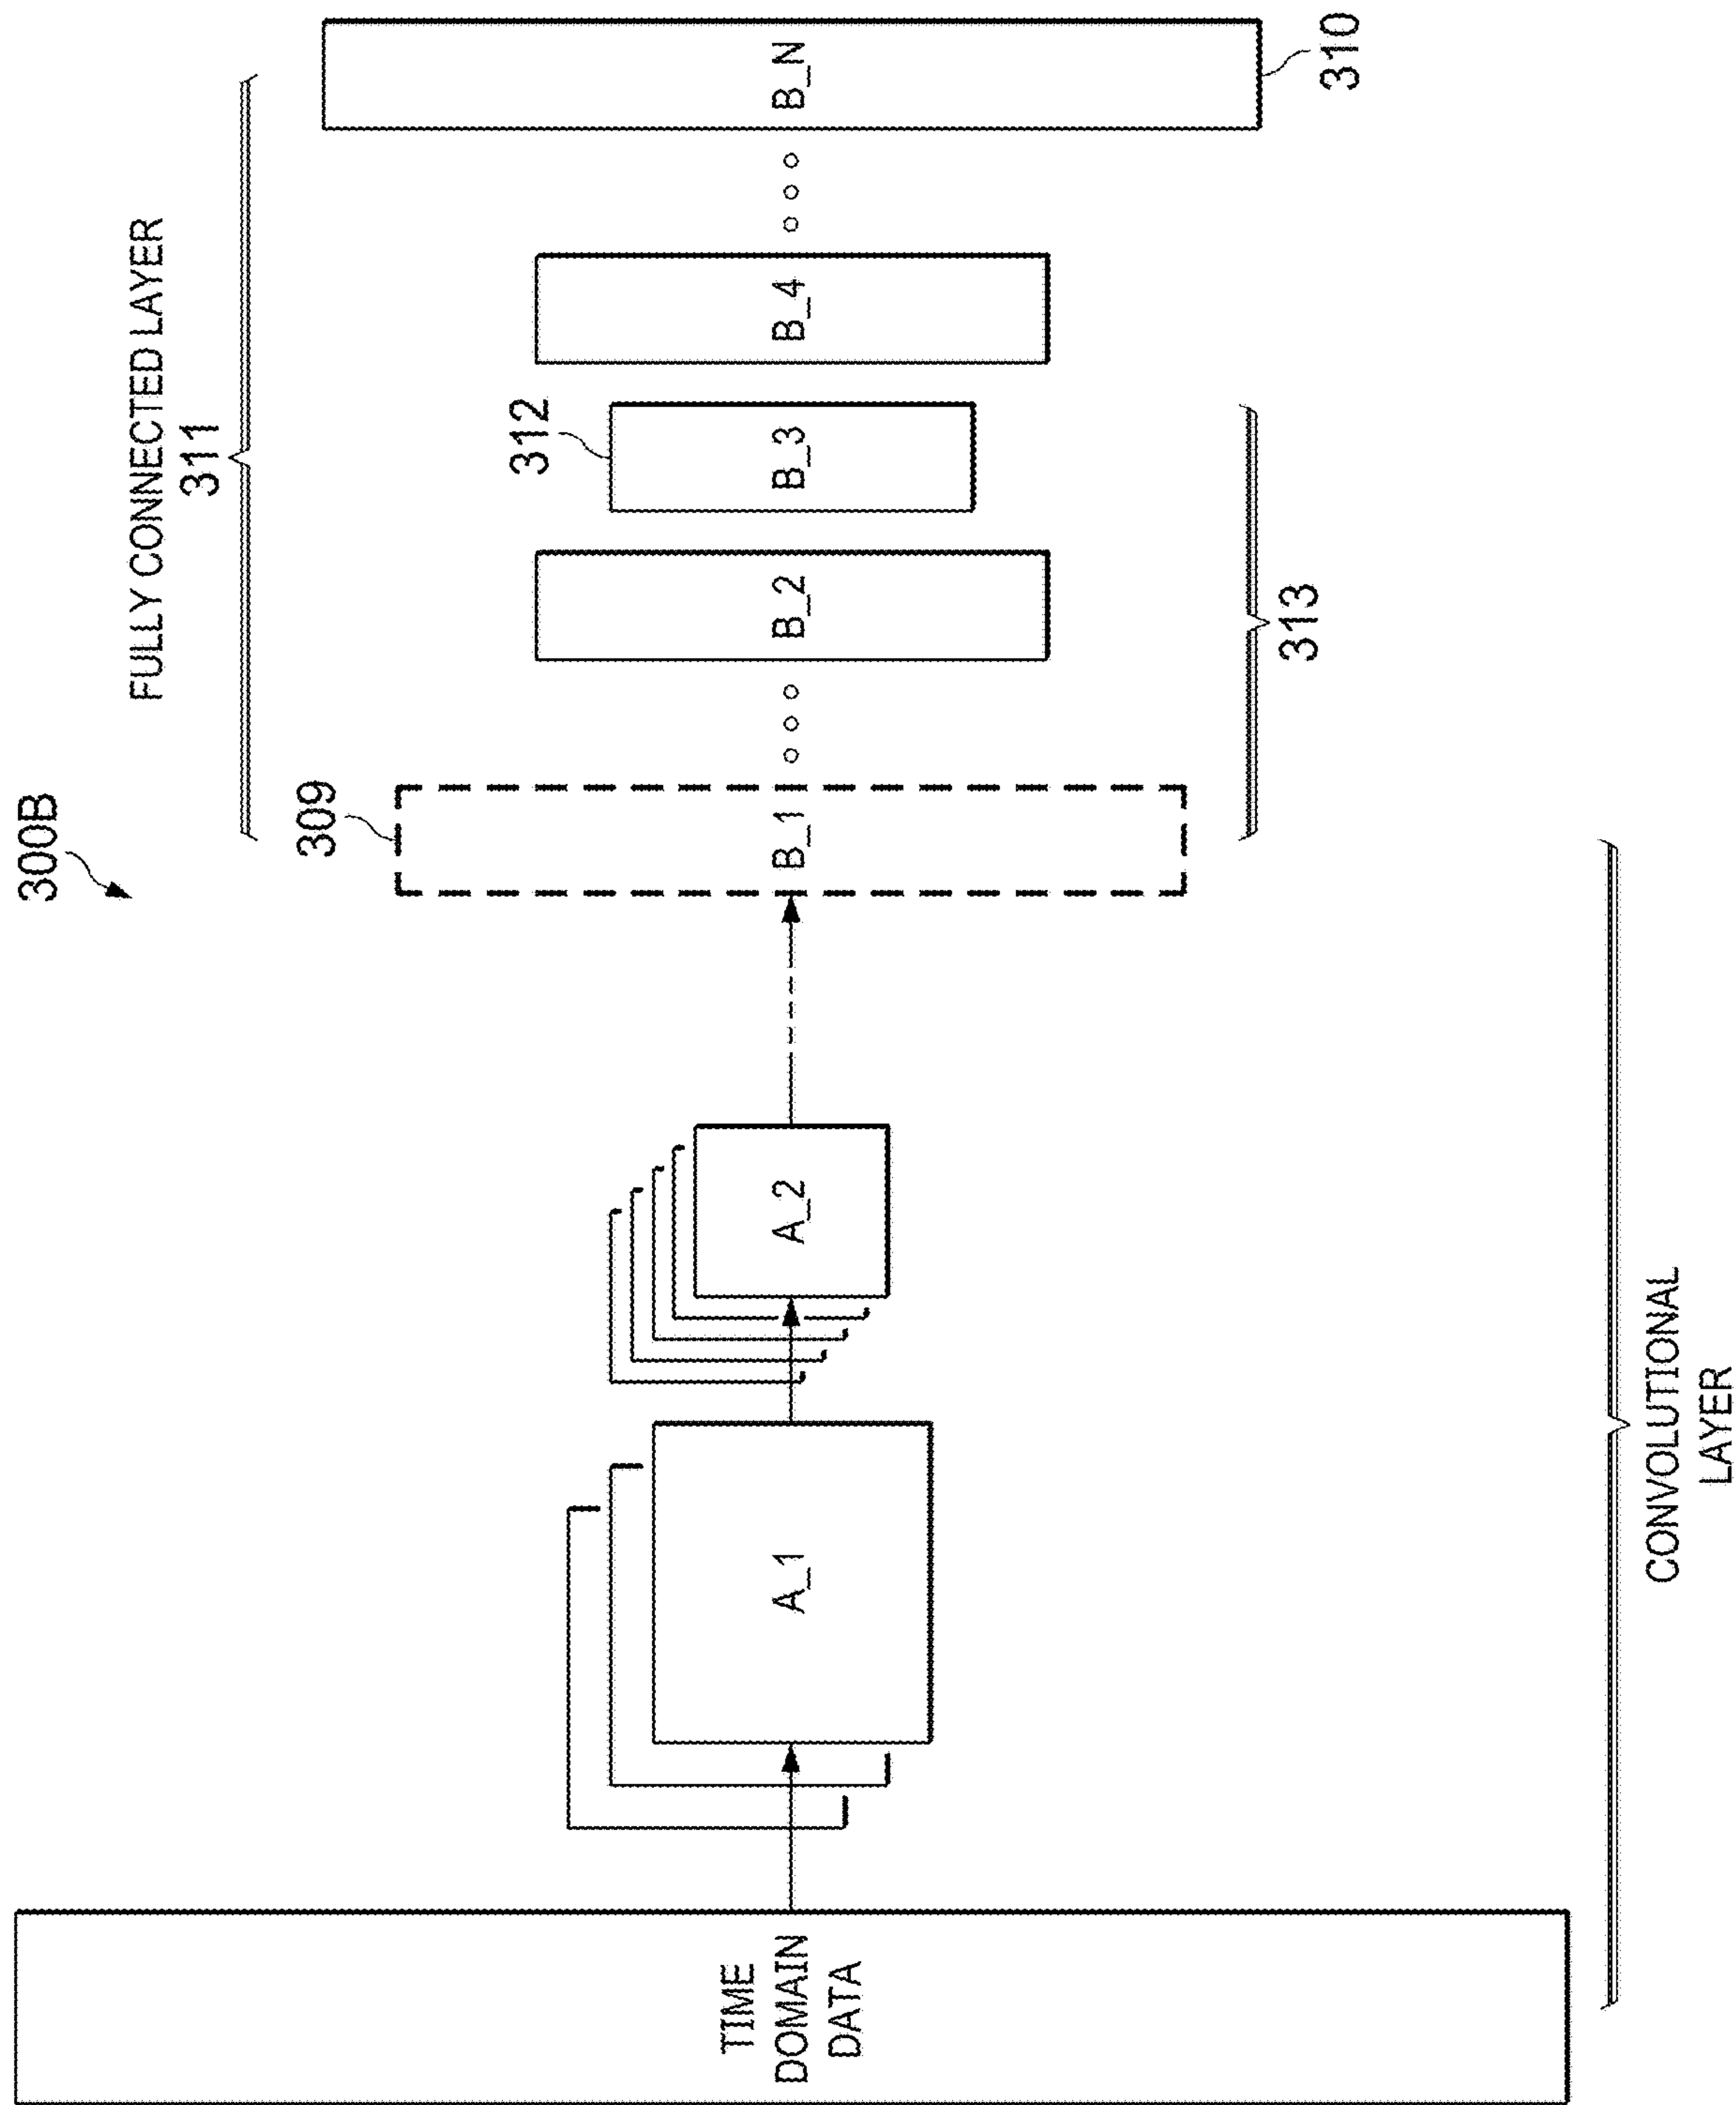 300B
FULLY CONNECTED LAYER
311
309
312
TIME
DOMAIN
DATA
A_1
A_2
B_1
B_2
B_3
B_4
B_N
313
310
CONVOLUTIONAL
LAYER